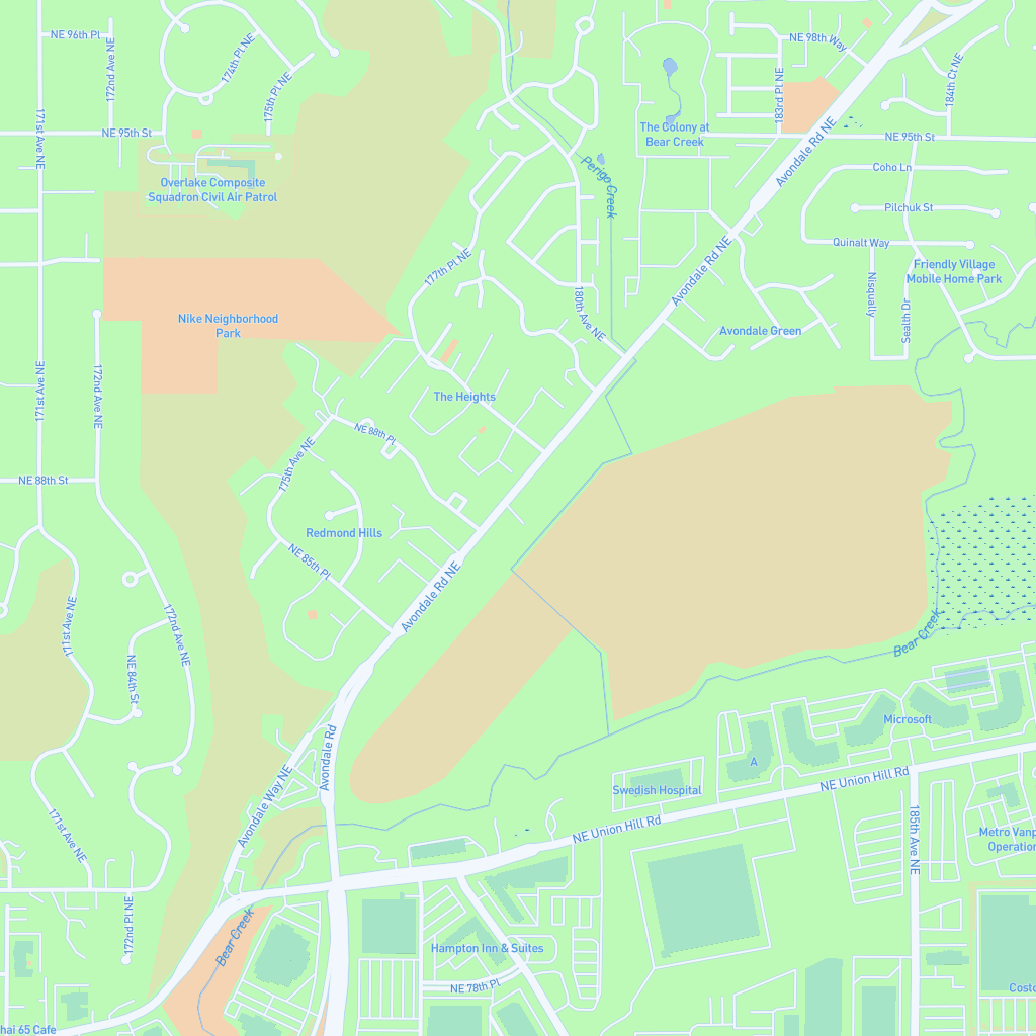 NE 96th Pl
172nd Ave NE
174th Pl NE
175th Pl NE
NE 98th Way
183rd Pl NE
184th Ct NE
171st Ave NE
NE 95th St
The Colony at
Bear Creek
Avondale Rd NE
NE 95th St
Coho Ln
Overlake Composite
Squadron Civil Air Patrol
Perigo Creek
Pilchuk St
Quinalt Way
177th Pl NE
Avondale Rd NE
Friendly Village
Mobile Home Park
Nisqually
Sealth Dr
180th Ave NE
Nike Neighborhood
Park
Avondale Green
171st Ave NE
172nd Ave NE
The Heights
NE 88th Pl
175th Ave NE
NE 88th St
Redmond Hills
NE 85th Pl
Avondale Rd NE
171st Ave NE
172nd Ave NE
NE 84th St
Bear Creek
Microsoft
Avondale Rd
A
Swedish Hospital
NE Union Hill Rd
Avondale Way NE
171st Ave NE
NE Union Hill Rd
185th Ave NE
Metro Vanp
Operation
172nd Pl NE
Bear Creek
Hampton Inn & Suites
NE 78th Pl
Costc
hai 65 Cafe